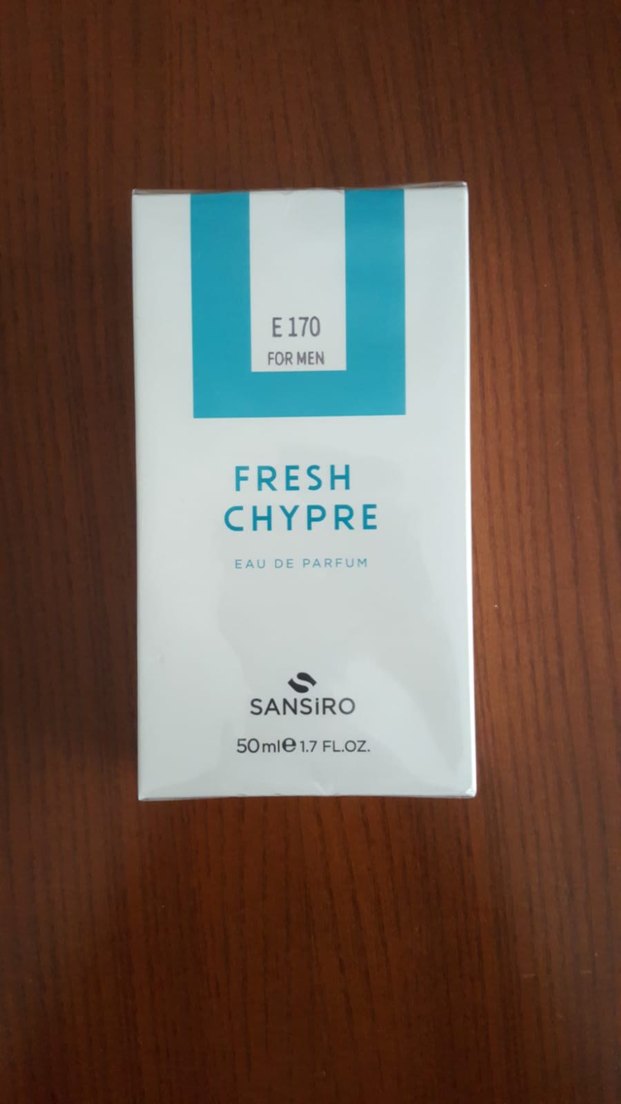 E 170
FOR MEN
FRESH
CHYPRE
EAU DE PARFUM
SANSiRO
50ml℮ 1.7 FL.OZ.